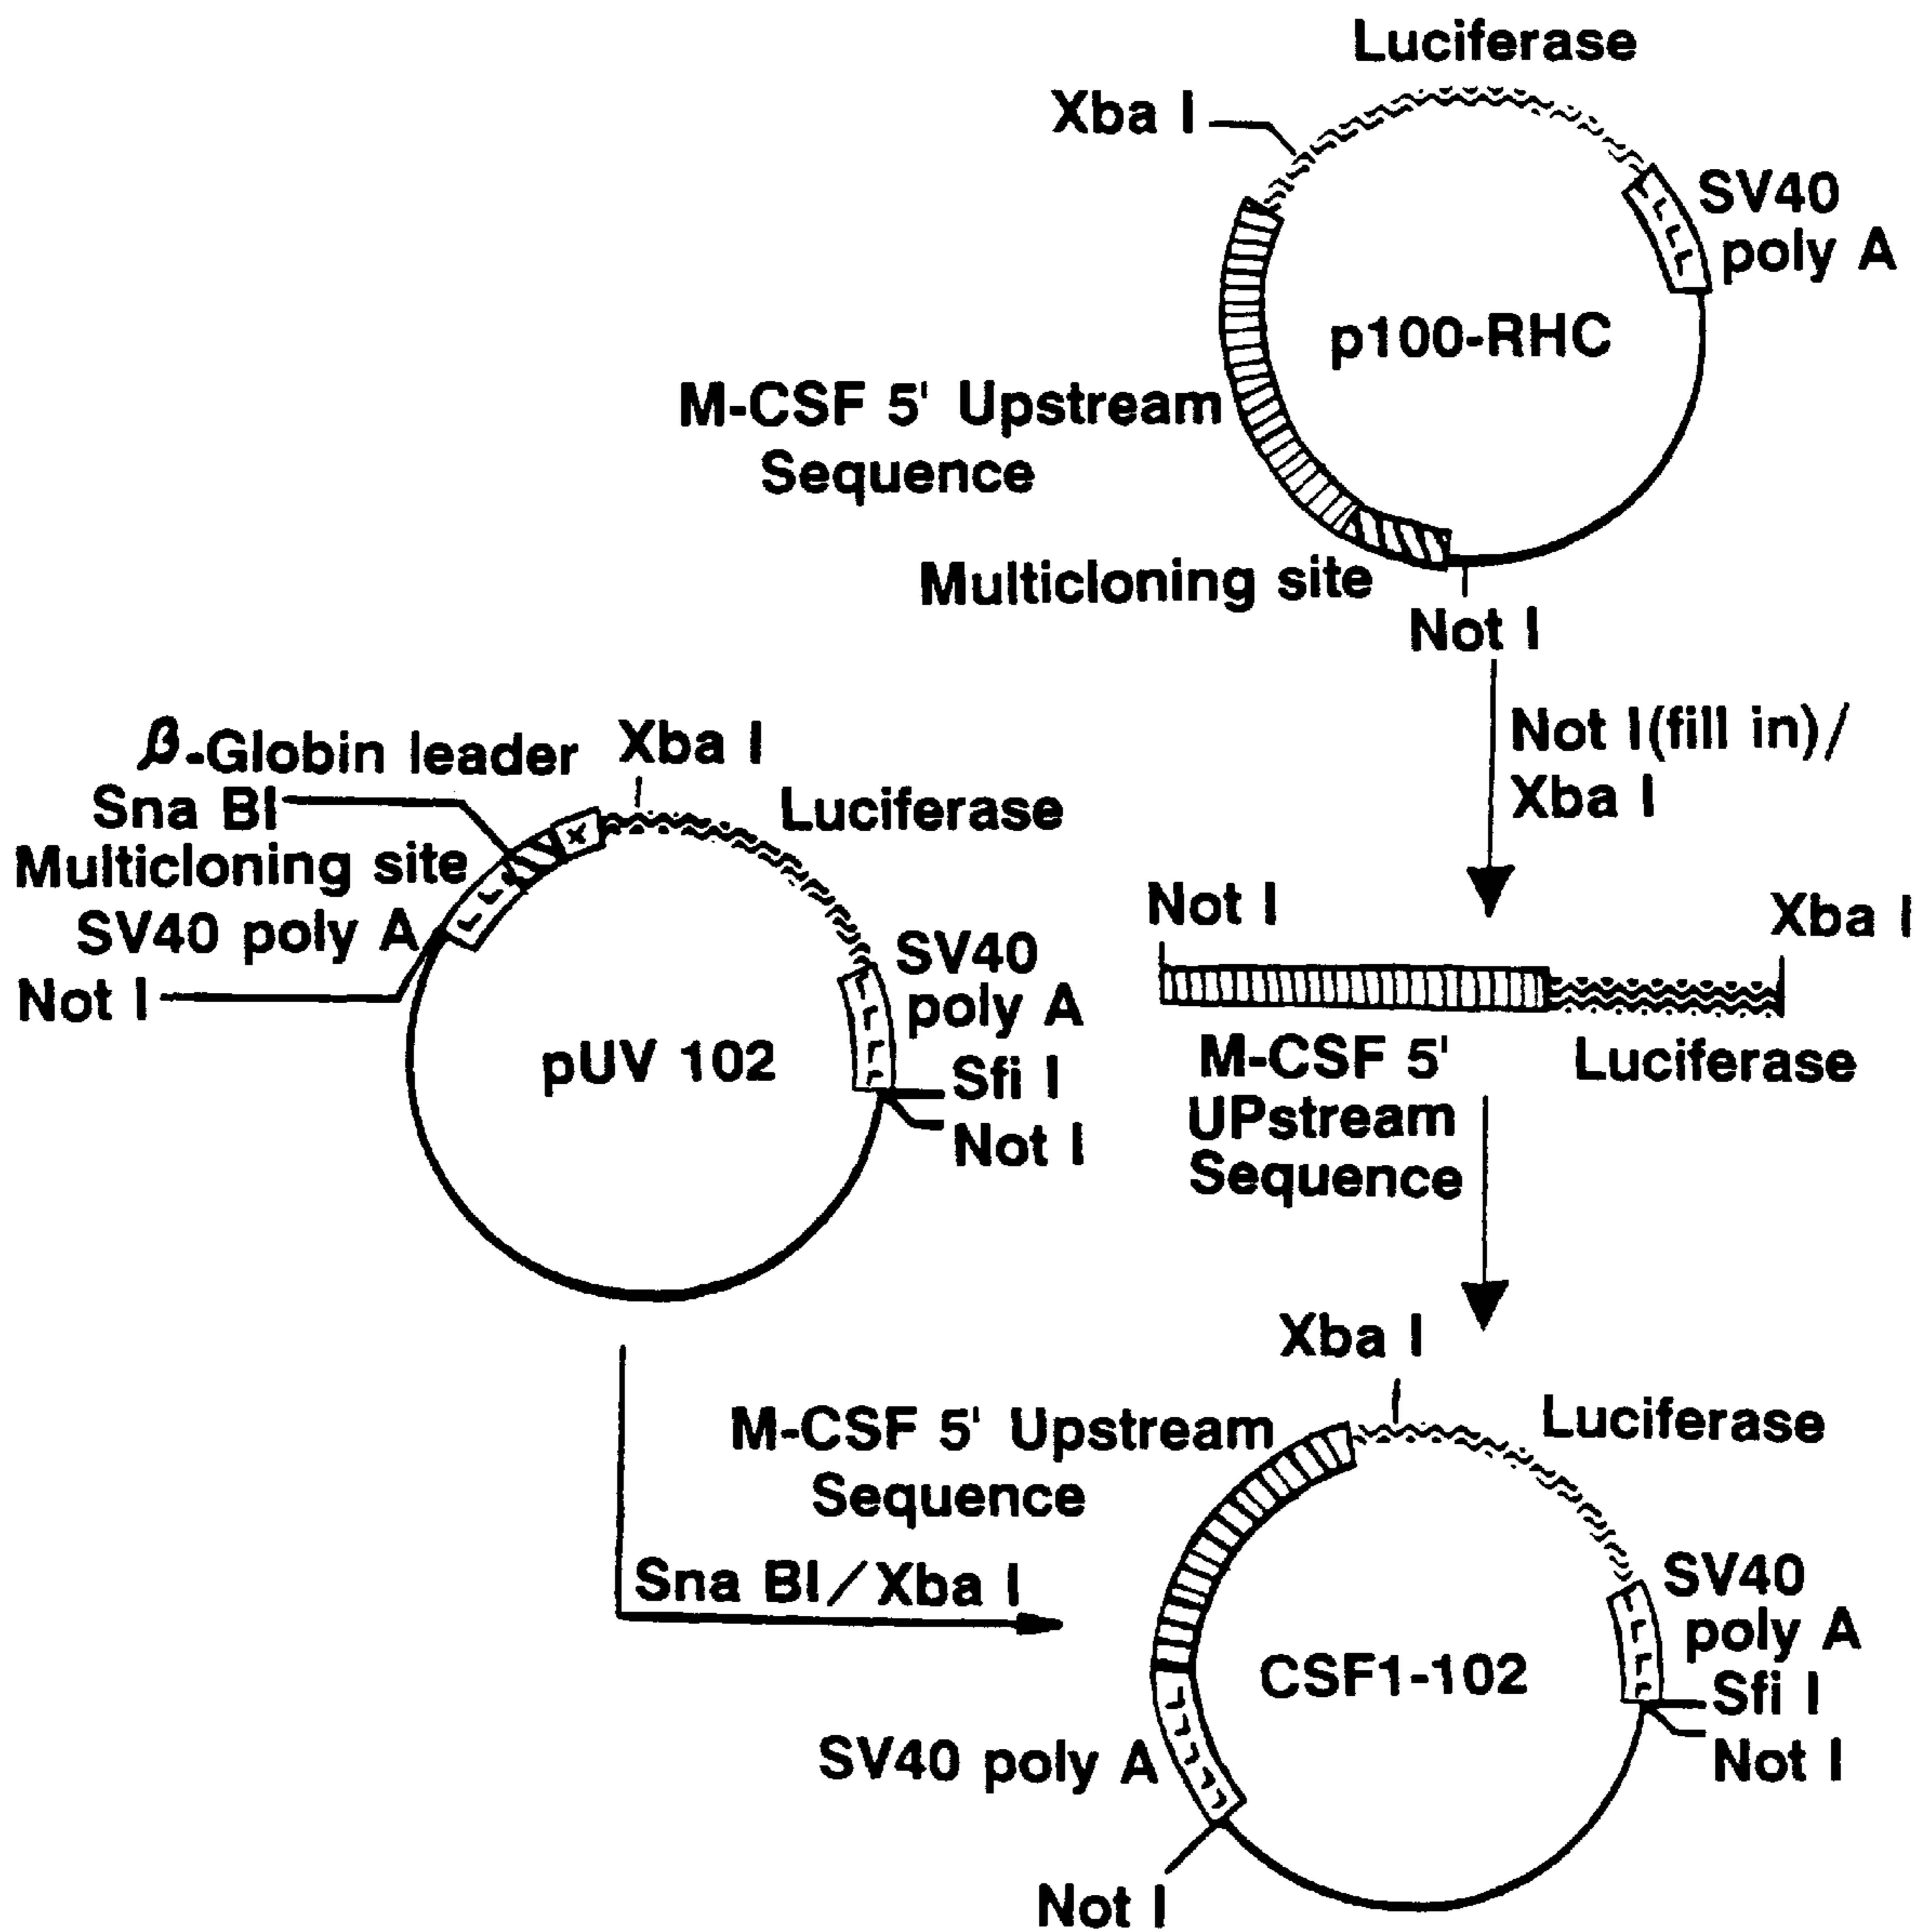 Luciferase
Xba I
SV40
poly A
p100-RHC
M-CSF 5' Upstream
Sequence
Multicloning site
Not I
Not I(fill in)/
Xba I
β-Globin leader
Xba I
Sna BI
Luciferase
Multicloning site
SV40 poly A
Not I
SV40
poly A
Sfi I
Not I
pUV 102
Not I
Xba I
M-CSF 5'
UPstream
Sequence
Luciferase
Sna BI/Xba I
Xba I
M-CSF 5' Upstream
Sequence
Luciferase
SV40
poly A
Sfi I
Not I
CSF1-102
SV40 poly A
Not I